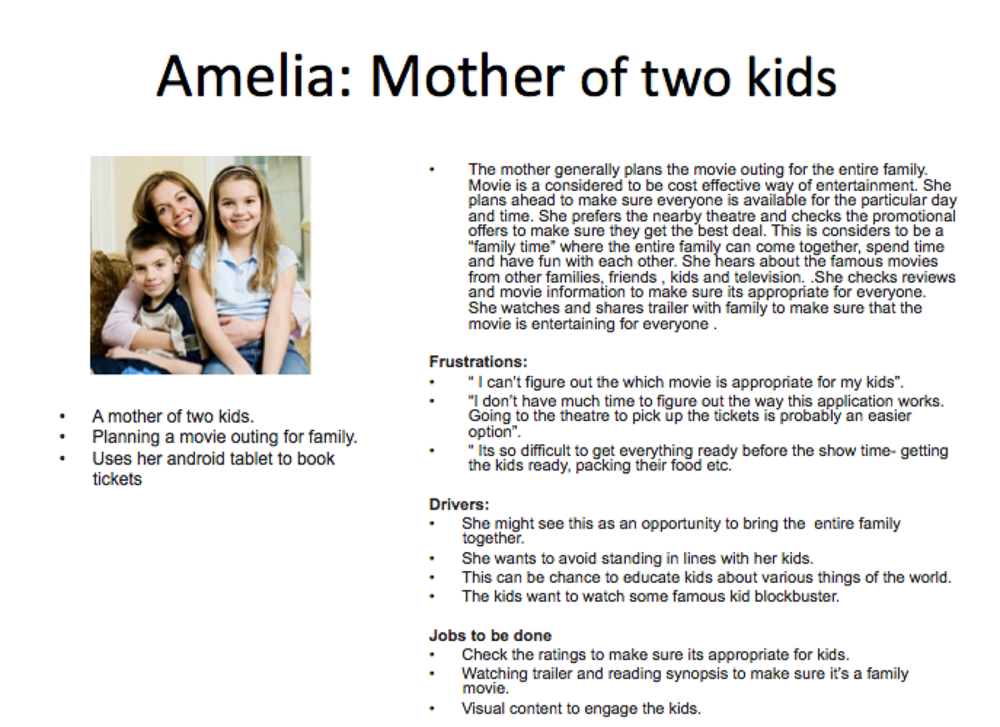 Amelia: Mother of two kids
• A mother of two kids.
• Planning a movie outing for family.
• Uses her android tablet to book
tickets
• The mother generally plans the movie outing for the entire family.
Movie is a considered to be cost effective way of entertainment. She
plans ahead to make sure everyone is available for the particular day
and time. She prefers the nearby theatre and checks the promotional
offers to make sure they get the best deal. This is considers to be a
“family time” where the entire family can come together, spend time
and have fun with each other. She hears about the famous movies
from other families, friends , kids and television. .She checks reviews
and movie information to make sure its appropriate for everyone.
She watches and shares trailer with family to make sure that the
movie is entertaining for everyone .
Frustrations:
• “ I can’t figure out the which movie is appropriate for my kids”.
• “I don’t have much time to figure out the way this application works.
Going to the theatre to pick up the tickets is probably an easier
option”.
• “ Its so difficult to get everything ready before the show time- getting
the kids ready, packing their food etc.
Drivers:
• She might see this as an opportunity to bring the  entire family
together.
• She wants to avoid standing in lines with her kids.
• This can be chance to educate kids about various things of the world.
• The kids want to watch some famous kid blockbuster.
Jobs to be done
• Check the ratings to make sure its appropriate for kids.
• Watching trailer and reading synopsis to make sure it’s a family
movie.
• Visual content to engage the kids.